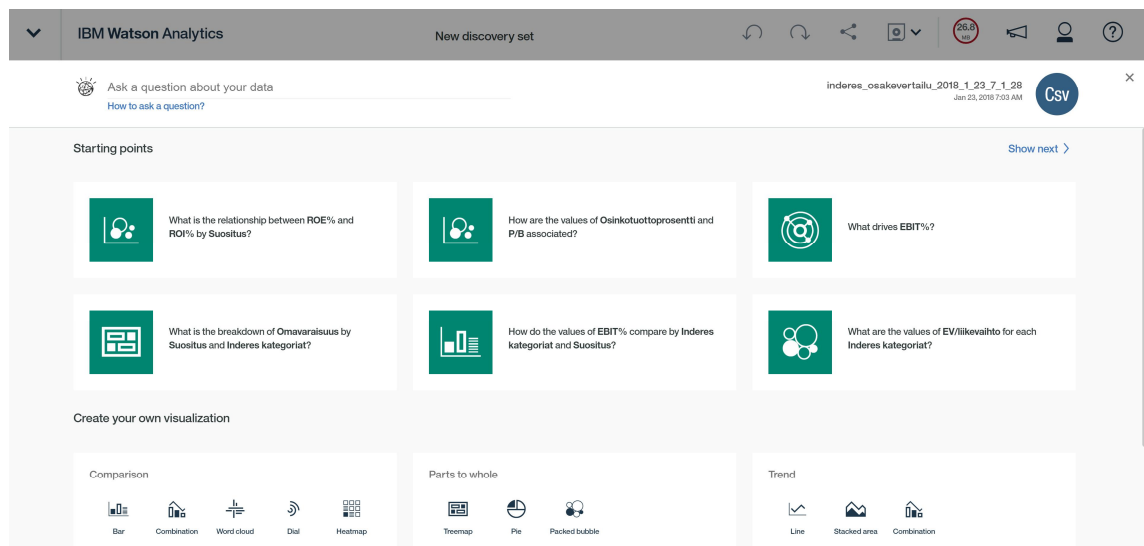 IBM Watson Analytics
New discovery set
26.8
MB
Ask a question about your data
How to ask a question?
inderes_osakevertailu_2018_1_23_7_1_28
Jan 23, 2018 7:03 AM
Csv
Starting points
Show next
What is the relationship between ROE% and
ROI% by Suositus?
How are the values of Osinkotuottoprosentti and
P/B associated?
What drives EBIT%?
What is the breakdown of Omavaraisuus by
Suositus and Inderes kategoriat?
How do the values of EBIT% compare by Inderes
kategoriat and Suositus?
What are the values of EV/liikevaihto for each
Inderes kategoriat?
Create your own visualization
Comparison
Bar
Combination
Word cloud
Dial
Heatmap
Parts to whole
Treemap
Pie
Packed bubble
Trend
Line
Stacked area
Combination